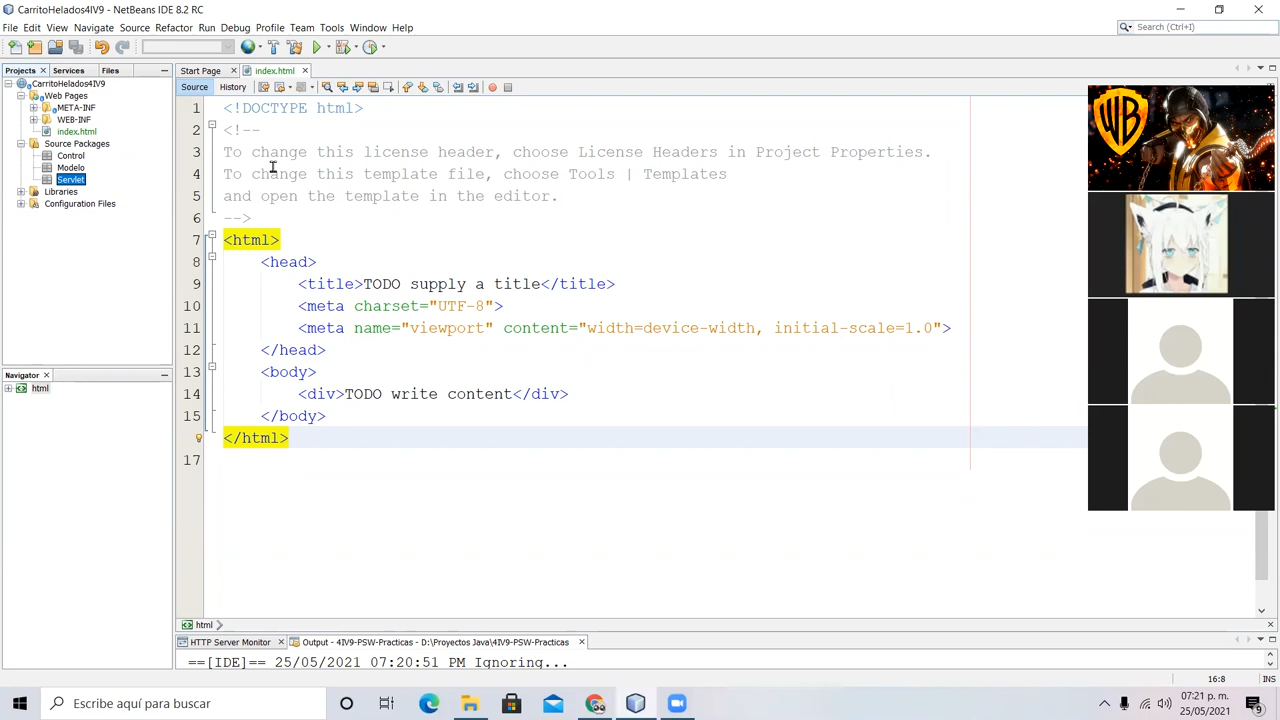 CarritoHelados4IV9 - NetBeans IDE 8.2 RC
File Edit View Navigate Source Refactor Run Debug Profile Team Tools Window Help
Search (Ctrl+I)
Projects Services Files
Start Page index.html
CarritoHelados4IV9
Web Pages
META-INF
WEB-INF
index.html
Source Packages
Control
Modelo
Servlet
Libraries
Configuration Files
Source History
1 <!DOCTYPE html>
2 <!--
3 To change this license header, choose License Headers in Project Properties.
4 To change this template file, choose Tools | Templates
5 and open the template in the editor.
6 -->
7 <html>
8 <head>
9 <title>TODO supply a title</title>
10 <meta charset="UTF-8">
11 <meta name="viewport" content="width=device-width, initial-scale=1.0">
12 </head>
13 <body>
14 <div>TODO write content</div>
15 </body>
</html>
17
WB
Navigator
html
html
HTTP Server Monitor Output - 4IV9-PSW-Practicas - D:\Proyectos Java\4IV9-PSW-Practicas
==[IDE]== 25/05/2021 07:20:51 PM Ignoring...
16:8 INS
Escribe aquí para buscar
07:21 p. m.
25/05/2021
9